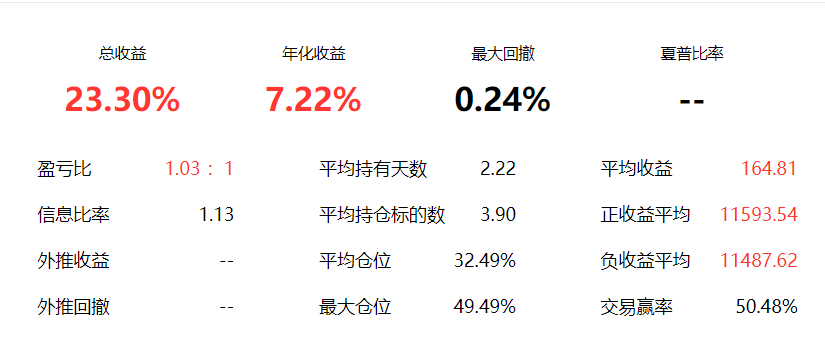 总收益 年化收益 最大回撤 夏普比率
23.30% 7.22% 0.24% --
盈亏比 1.03 : 1 平均持有天数 2.22 平均收益 164.81
信息比率 1.13 平均持仓标的数 3.90 正收益平均 11593.54
外推收益 -- 平均仓位 32.49% 负收益平均 11487.62
外推回撤 -- 最大仓位 49.49% 交易赢率 50.48%